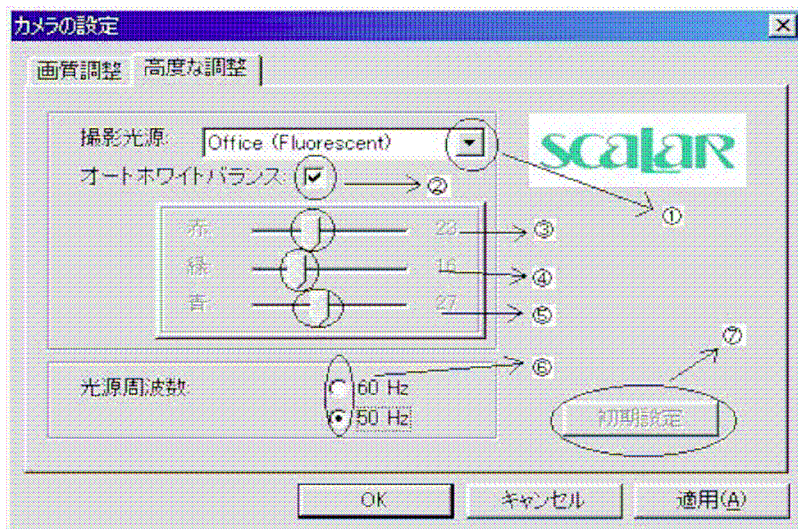 カメラの設定
画質調整 高度な調整
撮影光源: Office (Fluorescent)
scalar
オートホワイトバランス:
②
①
赤: 23 ③
緑: 16 ④
青: 27 ⑤
⑦
⑥
光源周波数: 60 Hz
50 Hz
初期設定
OK キャンセル 適用(A)